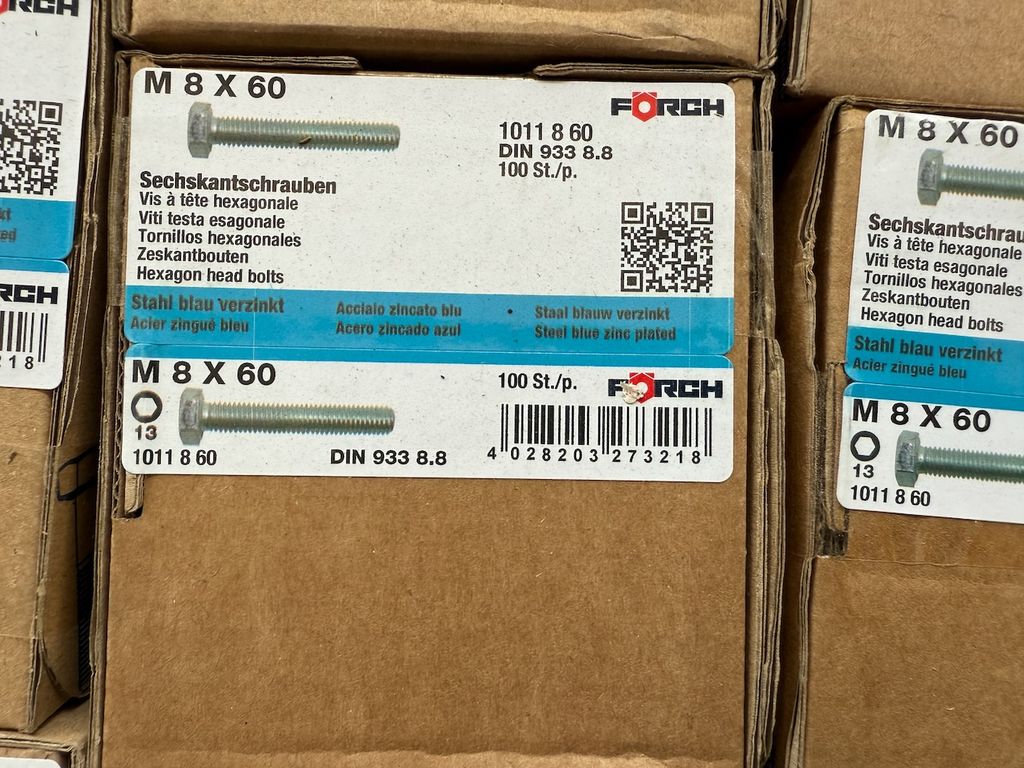 M 8 X 60
FÖRCH
1011 8 60
DIN 933 8.8
100 St./p.
Sechskantschrauben
Vis à tête hexagonale
Viti testa esagonale
Tornillos hexagonales
Zeskantbouten
Hexagon head bolts
Stahl blau verzinkt
Acciaio zincato blu
Staal blauw verzinkt
Acier zingué bleu
Acero zincado azul
Steel blue zinc plated
M 8 X 60
100 St./p.
FÖRCH
13
1011 8 60
DIN 933 8.8
4 028203 273218
M 8 X 60
Sechskantschrau
Vis à tête hexagonale
Viti testa esagonale
Tornillos hexagonales
Zeskantbouten
Hexagon head bolts
Stahl blau verzinkt
Acier zingué bleu
M 8 X 60
13
1011 8 60
RCH
218